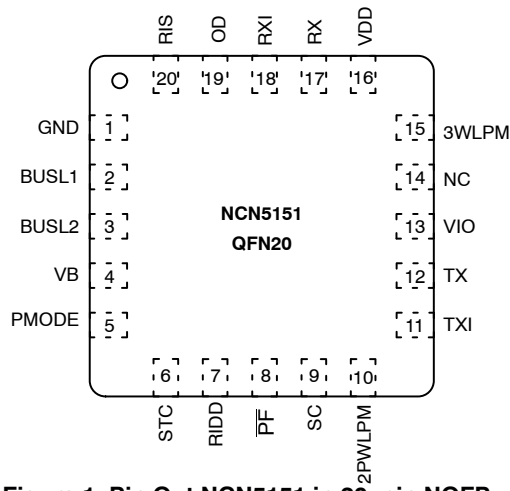 RIS
OD
RXI
RX
VDD
20
19
18
17
16
GND 1
15 3WLPM
BUSL1 2
14 NC
NCN5151
BUSL2 3
13 VIO
QFN20
VB 4
12 TX
PMODE 5
11 TXI
6
7
8
9
10
STC
RIDD
PF
SC
2PWLPM